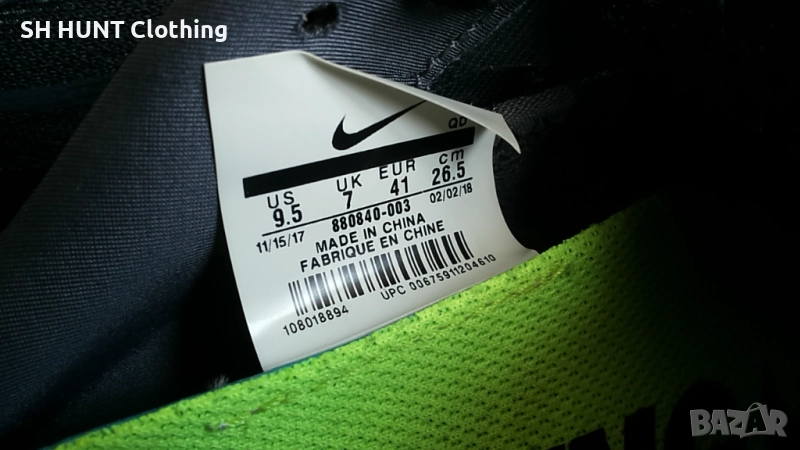 SH HUNT Clothing
QD
US UK EUR cm
9.5 7 41 26.5
11/15/17 880840-003 02/02/18
MADE IN CHINA
FABRIQUE EN CHINE
UPC 00675911204610
108018894
BAZAR